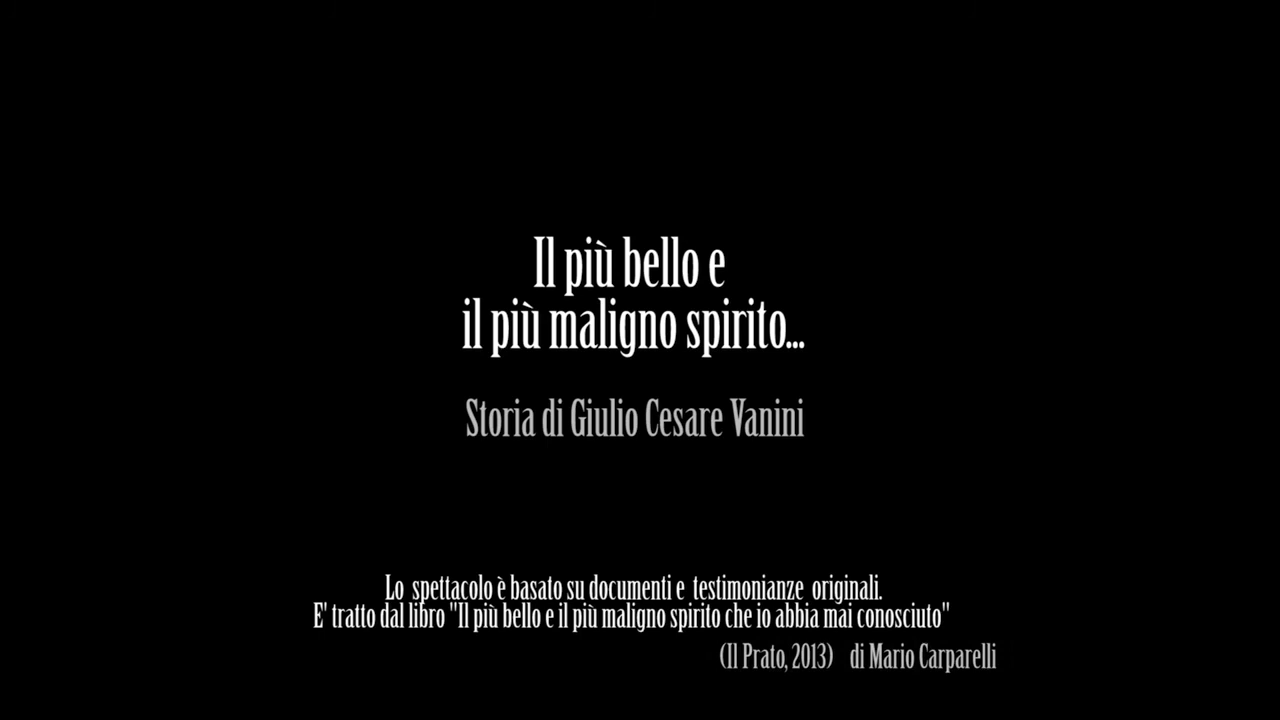 Il più bello e
il più maligno spirito...
Storia di Giulio Cesare Vanini
Lo spettacolo è basato su documenti e testimonianze originali.
E' tratto dal libro "Il più bello e il più maligno spirito che io abbia mai conosciuto"
(Il Prato, 2013) di Mario Carparelli